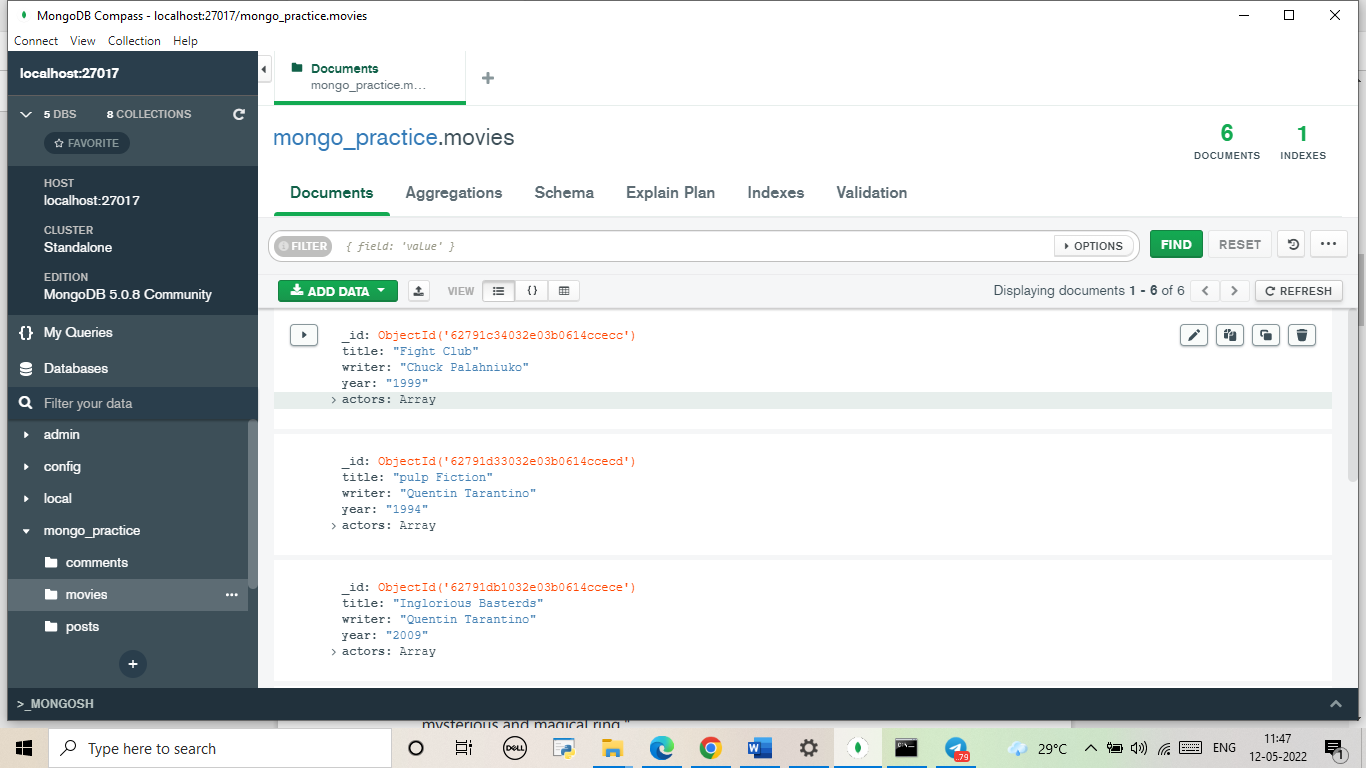 MongoDB Compass - localhost:27017/mongo_practice.movies
Connect View Collection Help
localhost:27017
5 DBS 8 COLLECTIONS
FAVORITE
HOST
localhost:27017
CLUSTER
Standalone
EDITION
MongoDB 5.0.8 Community
My Queries
Databases
Filter your data
admin
config
local
mongo_practice
comments
movies
posts
Documents
mongo_practice.m...
mongo_practice.movies
6
DOCUMENTS
1
INDEXES
Documents Aggregations Schema Explain Plan Indexes Validation
FILTER { field: 'value' } OPTIONS FIND RESET
ADD DATA VIEW {} Displaying documents 1 - 6 of 6 REFRESH
_id: ObjectId('62791c34032e03b0614ccecc')
title: "Fight Club"
writer: "Chuck Palahniuko"
year: "1999"
actors: Array
_id: ObjectId('62791d33032e03b0614ccecd')
title: "pulp Fiction"
writer: "Quentin Tarantino"
year: "1994"
actors: Array
_id: ObjectId('62791db1032e03b0614ccece')
title: "Inglorious Basterds"
writer: "Quentin Tarantino"
year: "2009"
actors: Array
>_MONGOSH
mysterious and magical ring."
Type here to search
DELL
.79
29°C
ENG
11:47
12-05-2022
1